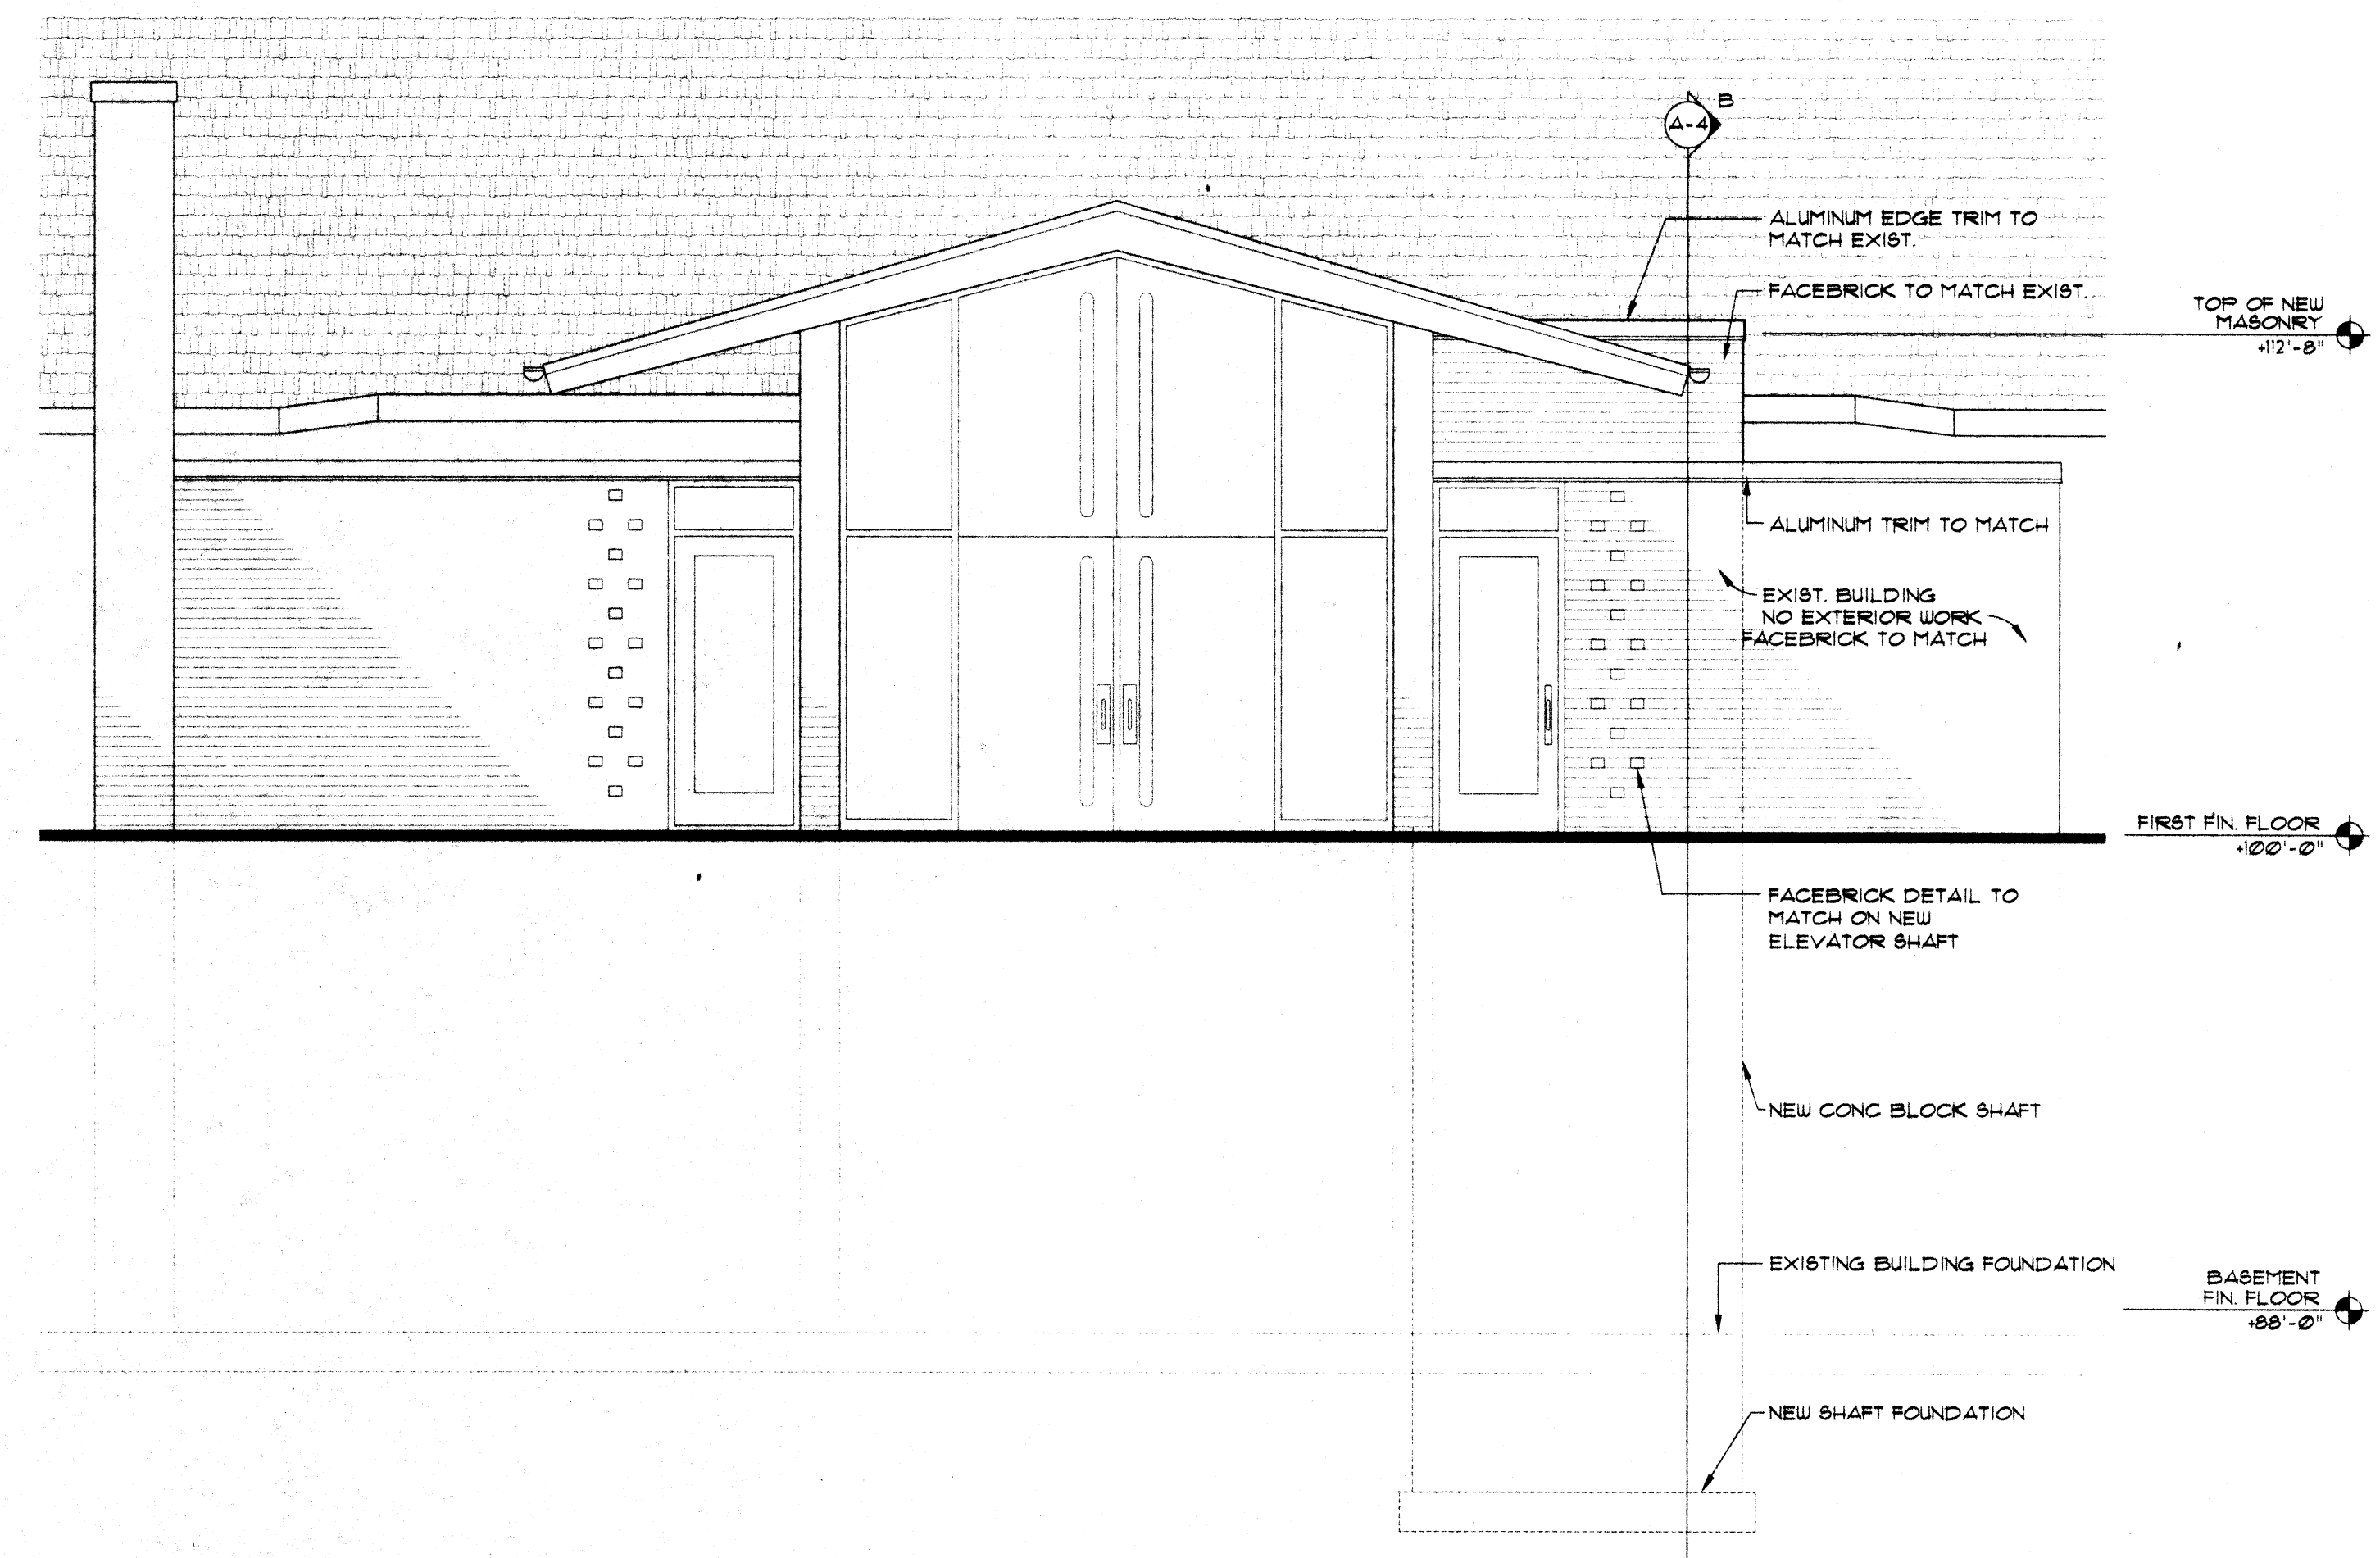 B
A-4
ALUMINUM EDGE TRIM TO
MATCH EXIST.
FACEBRICK TO MATCH EXIST.
TOP OF NEW
MASONRY
+112'-8"
ALUMINUM TRIM TO MATCH
EXIST. BUILDING
NO EXTERIOR WORK
FACEBRICK TO MATCH
FIRST FIN. FLOOR
+100'-0"
FACEBRICK DETAIL TO
MATCH ON NEW
ELEVATOR SHAFT
NEW CONC BLOCK SHAFT
EXISTING BUILDING FOUNDATION
BASEMENT
FIN. FLOOR
+88'-0"
NEW SHAFT FOUNDATION